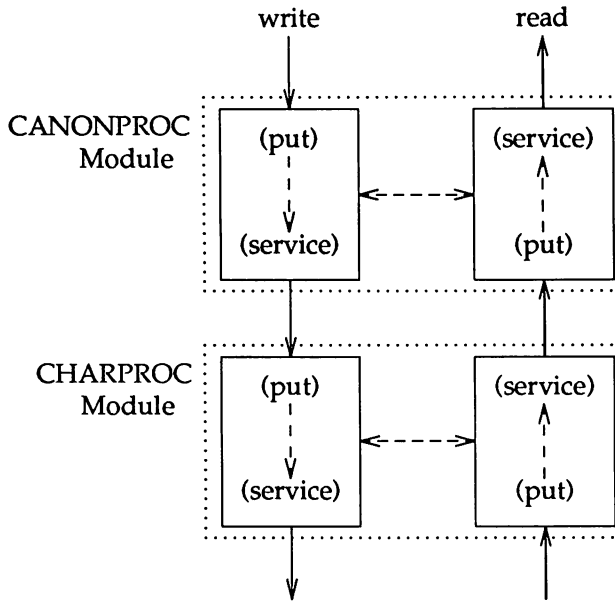 write read
CANONPROC
Module
(put) (service)
(service) (put)
CHARPROC
Module
(put) (service)
(service) (put)